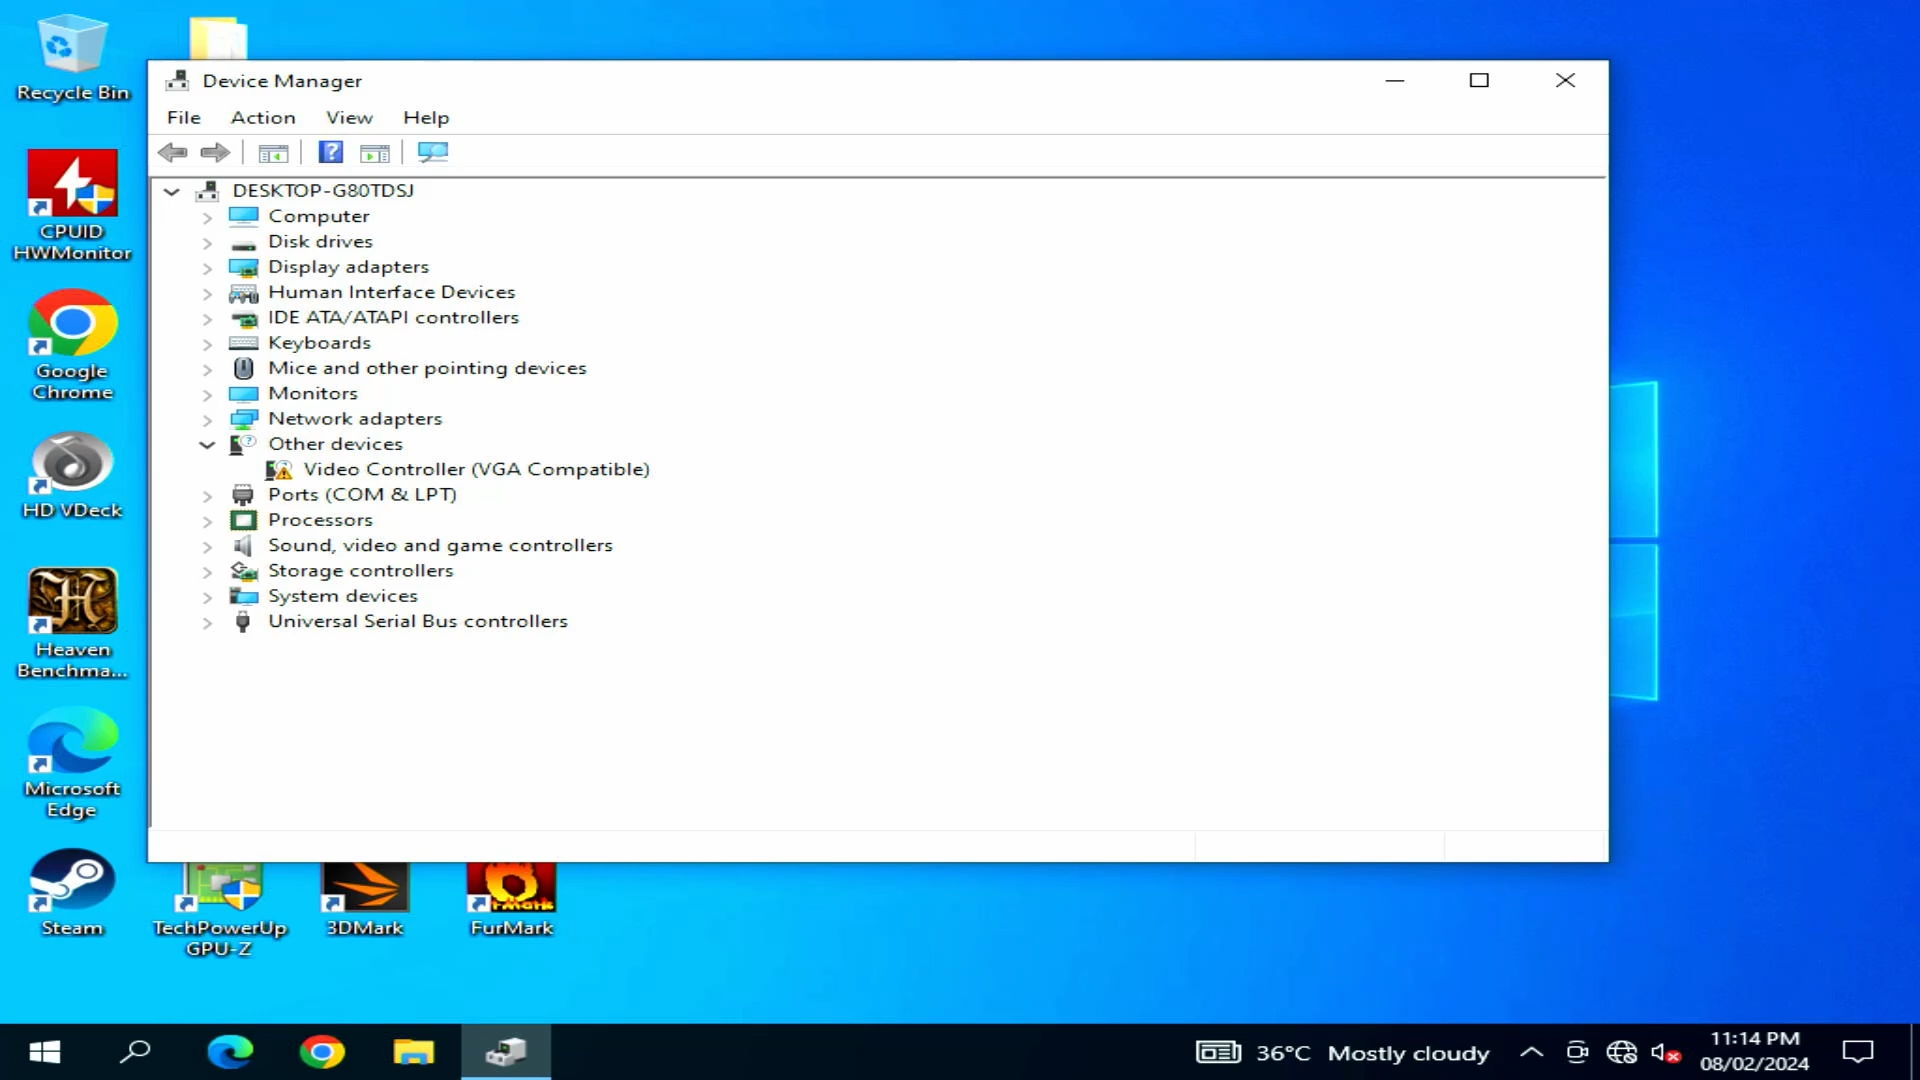 Recycle Bin
Device Manager
File Action View Help
DESKTOP-G80TDSJ
Computer
Disk drives
Display adapters
Human Interface Devices
IDE ATA/ATAPI controllers
Keyboards
Mice and other pointing devices
Monitors
Network adapters
Other devices
Video Controller (VGA Compatible)
Ports (COM & LPT)
Processors
Sound, video and game controllers
Storage controllers
System devices
Universal Serial Bus controllers
CPUID
HWMonitor
Google
Chrome
HD VDeck
Heaven
Benchma...
Microsoft
Edge
Steam
TechPowerUp
GPU-Z
3DMark
FurMark
36°C Mostly cloudy
11:14 PM
08/02/2024